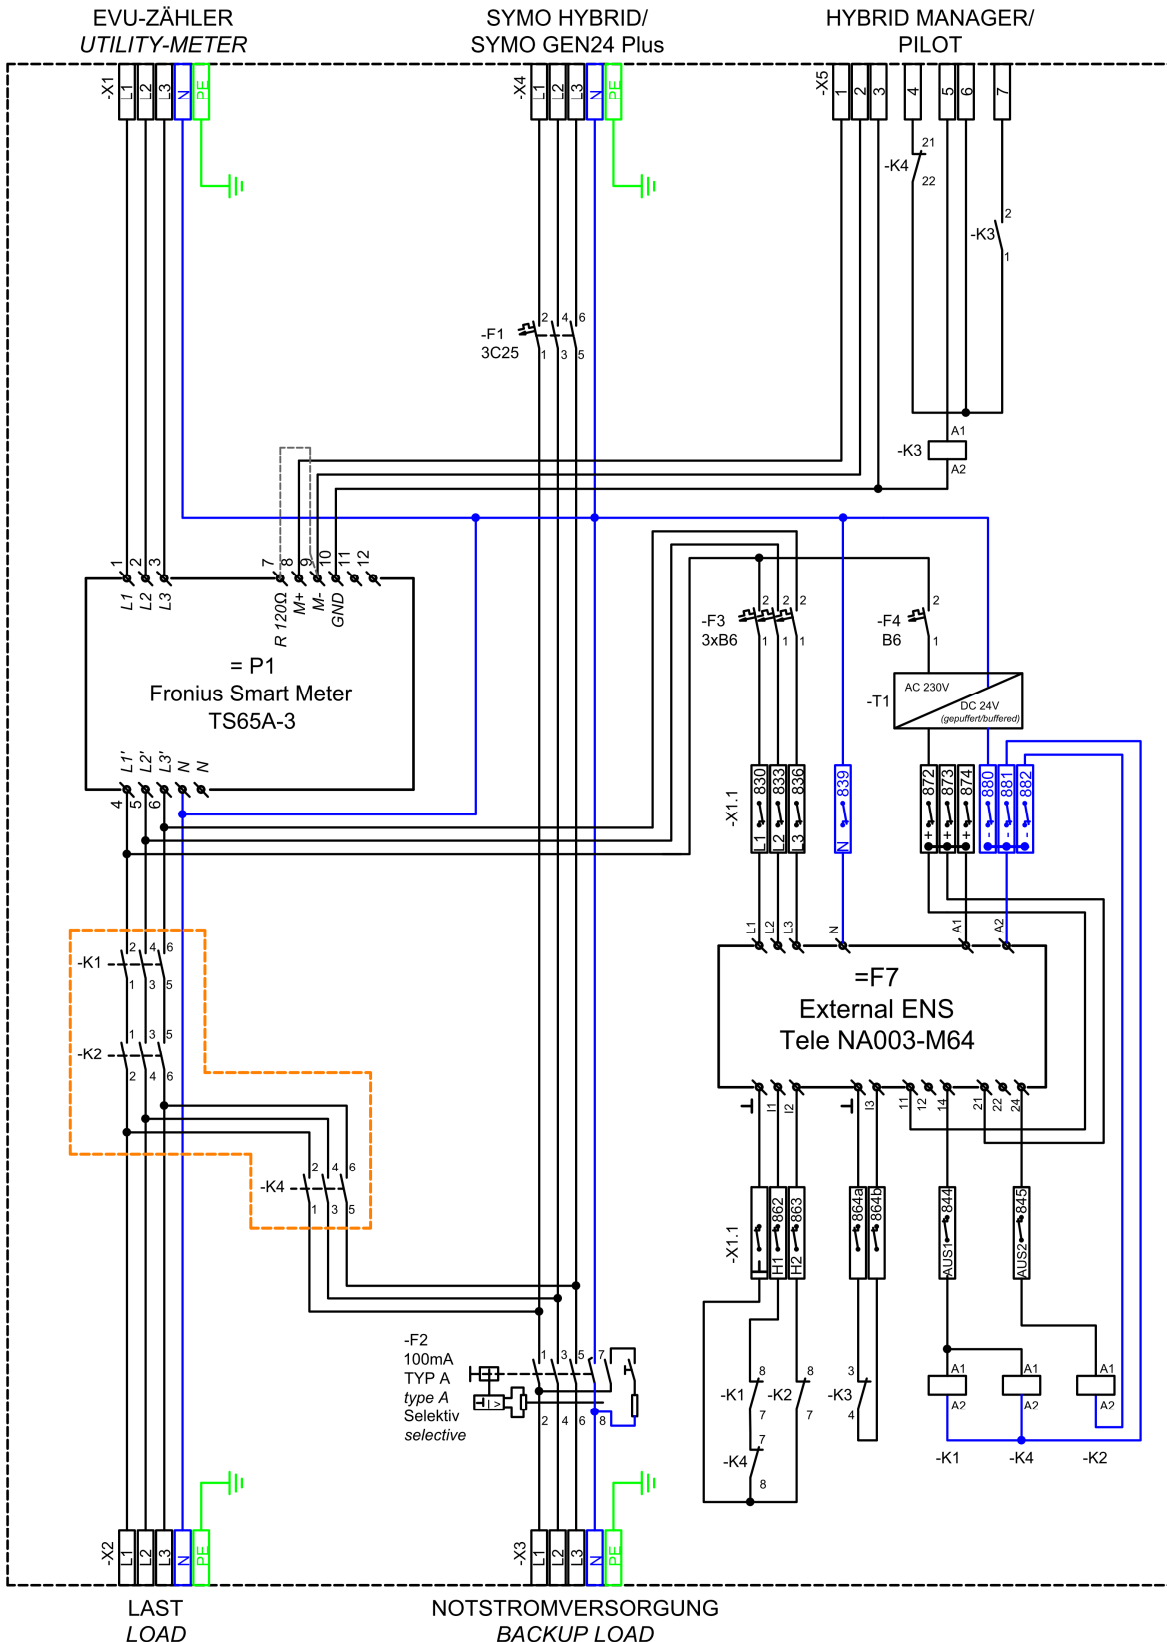 EVU-ZÄHLER
UTILITY-METER
SYMO HYBRID/
SYMO GEN24 Plus
HYBRID MANAGER/
PILOT
-X1
L1
L2
L3
N
PE
-X4
L1
L2
L3
N
PE
-X5
1
2
3
4
5
6
7
-K4
21
22
-K3
2
1
-F1
3C25
2
4
6
1
3
5
-K3
A1
A2
1
2
3
7
8
9
10
11
12
L1
L2
L3
R 120Ω
M+
M-
GND
= P1
Fronius Smart Meter
TS65A-3
L1'
L2'
L3'
N
N
4
5
6
-F3
3xB6
2
2
2
1
1
1
-F4
B6
2
1
-T1
AC 230V
DC 24V
(gepuffert/buffered)
-X1.1
L1 830
L2 833
L3 836
N 839
+ 872
+ 873
+ 874
- 880
- 881
- 882
L1
L2
L3
N
A1
A2
=F7
External ENS
Tele NA003-M64
I1
I2
I3
11
12
14
21
22
24
-K1
2
4
6
1
3
5
-K2
1
3
5
2
4
6
-K4
2
4
6
1
3
5
-X1.1
H1 862
H2 863
864a
864b
AUS1 844
AUS2 845
-F2
100mA
TYP A
type A
Selektiv
selective
1
3
5
7
I >
2
4
6
8
-K1
8
7
-K2
8
7
-K3
3
4
-K4
7
8
A1
A2
A1
A2
A1
A2
-K1
-K4
-K2
-X2
L1
L2
L3
N
PE
-X3
L1
L2
L3
N
PE
LAST
LOAD
NOTSTROMVERSORGUNG
BACKUP LOAD